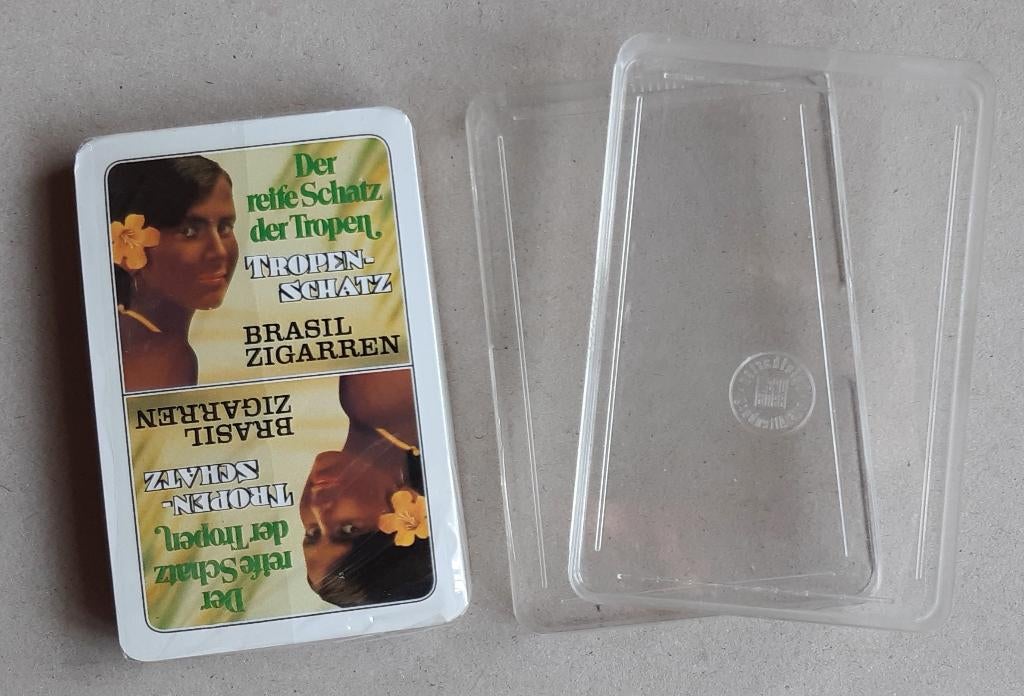 Der
reife Schatz
der Tropen
TROPEN-
SCHATZ
BRASIL
ZIGARREN
BRASIL
ZIGARREN
TROPEN-
SCHATZ
Der
reife Schatz
der Tropen